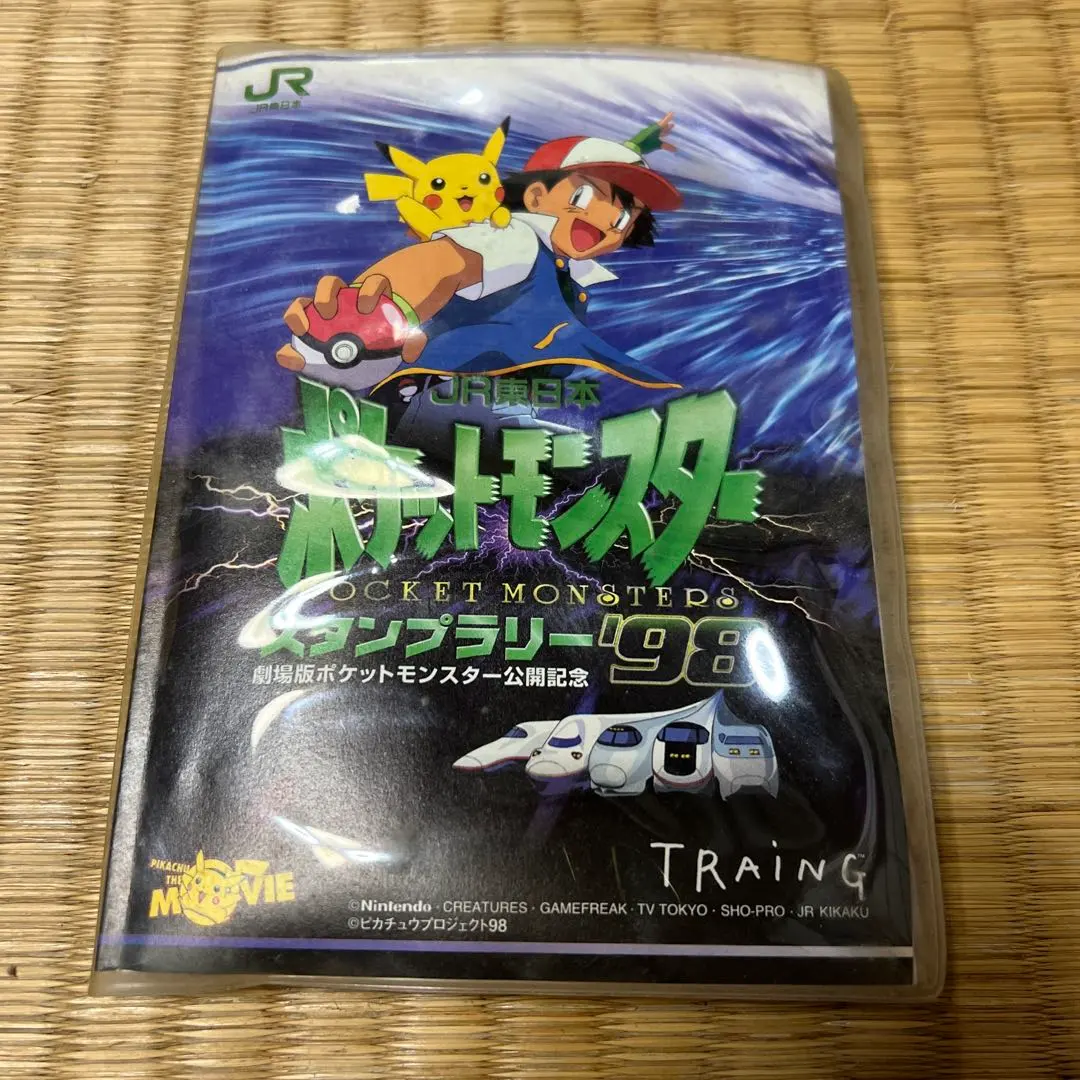 JR
JR東日本
JR東日本
ポケットモンスター
POCKET MONSTERS
スタンプラリー'98
劇場版ポケットモンスター公開記念
PIKACHU
THE
MOVIE
TRAiNG™
©Nintendo・CREATURES・GAMEFREAK・TV TOKYO・SHO-PRO・JR KIKAKU
©ピカチュウプロジェクト98